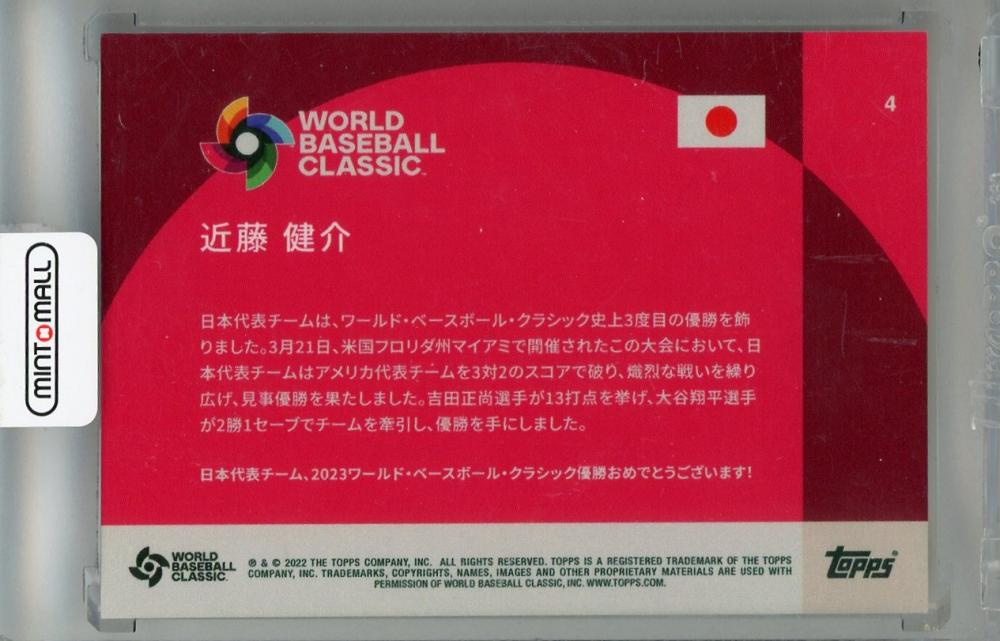 WORLD
BASEBALL
CLASSIC™
4
近藤 健介
日本代表チームは、ワールド・ベースボール・クラシック史上3度目の優勝を飾
りました。3月21日、米国フロリダ州マイアミで開催されたこの大会において、日
本代表チームはアメリカ代表チームを3対2のスコアで破り、熾烈な戦いを繰り
広げ、見事優勝を果たしました。吉田正尚選手が13打点を挙げ、大谷翔平選手
が2勝1セーブでチームを牽引し、優勝を手にしました。
日本代表チーム、2023ワールド・ベースボール・クラシック優勝おめでとうございます!
MINT MALL
WORLD
BASEBALL
CLASSIC™
℗ & © 2022 THE TOPPS COMPANY, INC. ALL RIGHTS RESERVED. TOPPS IS A REGISTERED TRADEMARK OF THE TOPPS
COMPANY, INC. TRADEMARKS, COPYRIGHTS, NAMES, IMAGES AND OTHER PROPRIETARY MATERIALS ARE USED WITH
PERMISSION OF WORLD BASEBALL CLASSIC, INC. WWW.TOPPS.COM.
topps®